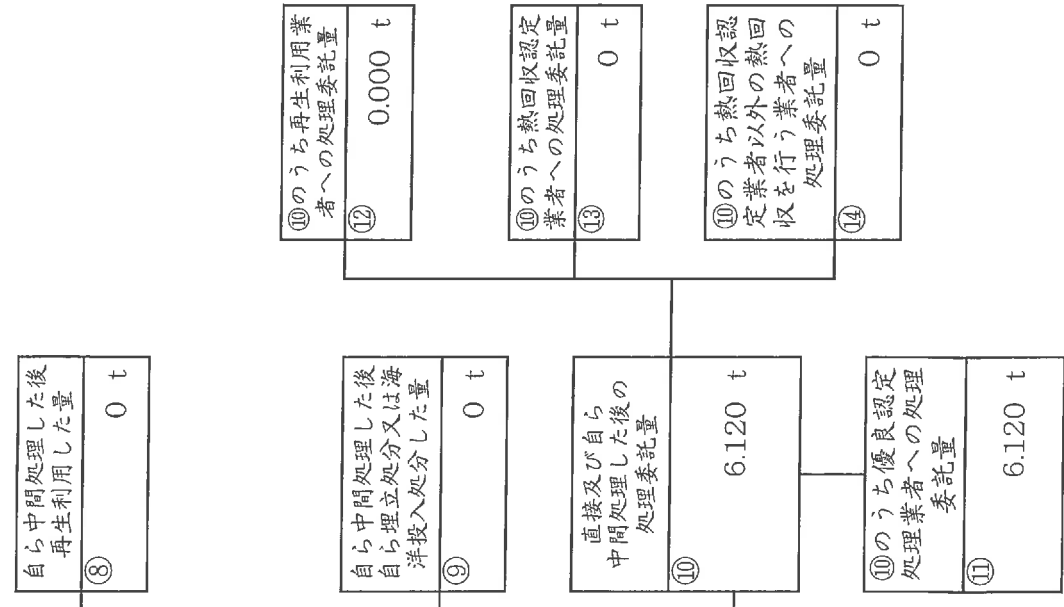 自ら中間処理した後
再生利用した量
⑧
0 t
自ら中間処理した後
自ら埋立処分又は海
洋投入処分した量
⑨
0 t
直接及び自ら
中間処理した後の
処理委託量
⑩
6.120 t
⑩のうち優良認定
処理業者への処理
委託量
⑪
6.120 t
⑩のうち再生利用業
者への処理委託量
⑫
0.000 t
⑩のうち熱回収認定
業者への処理委託量
⑬
0 t
⑩のうち熱回収認
定業者以外の熱回
収を行う業者への
処理委託量
⑭
0 t